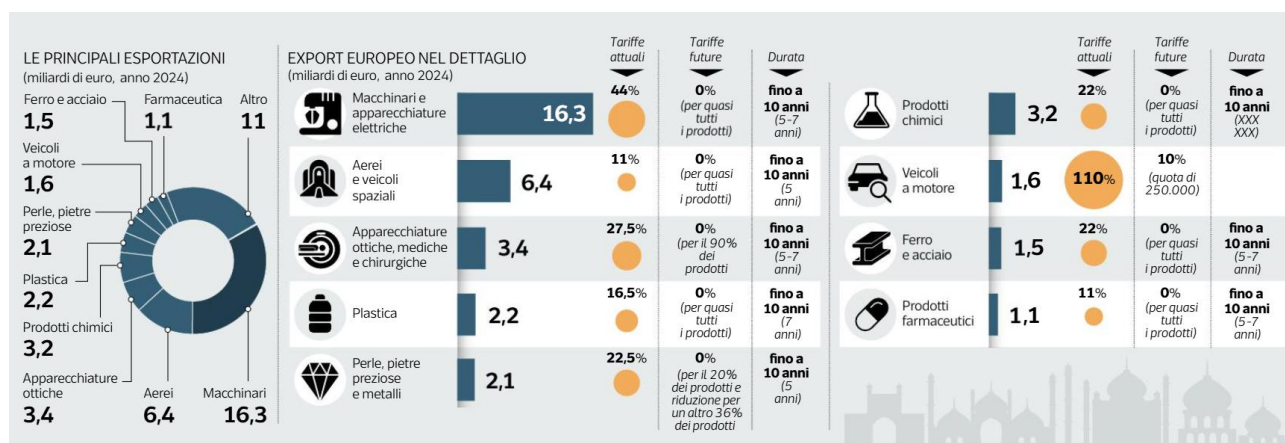 LE PRINCIPALI ESPORTAZIONI
(miliardi di euro, anno 2024)
Ferro e acciaio
1,5
Farmaceutica
1,1
Altro
11
Veicoli
a motore
1,6
Perle, pietre
preziose
2,1
Plastica
2,2
Prodotti chimici
3,2
Apparecchiature
ottiche
3,4
Aerei
6,4
Macchinari
16,3
EXPORT EUROPEO NEL DETTAGLIO
(miliardi di euro, anno 2024)
Tariffe
attuali
Tariffe
future
Durata
Macchinari e
apparecchiature
elettriche
16,3
44%
0%
(per quasi
tutti
i prodotti)
fino a
10 anni
(5-7
anni)
Aerei
e veicoli
spaziali
6,4
11%
0%
(per quasi
tutti
i prodotti)
fino a
10 anni
(5
anni)
Apparecchiature
ottiche, mediche
e chirurgiche
3,4
27,5%
0%
(per il 90%
dei
prodotti)
fino a
10 anni
(5-7
anni)
Plastica
2,2
16,5%
0%
(per quasi
tutti
i prodotti)
fino a
10 anni
(7
anni)
Perle, pietre
preziose
e metalli
2,1
22,5%
0%
(per il 20%
dei prodotti e
riduzione per
un altro 36%
dei prodotti
fino a
10 anni
(5
anni)
Tariffe
attuali
Tariffe
future
Durata
Prodotti
chimici
3,2
22%
0%
(per quasi
tutti
i prodotti)
fino a
10 anni
(XXX
XXX)
Veicoli
a motore
1,6
110%
10%
(quota di
250.000)
Ferro
e acciaio
1,5
22%
0%
(per quasi
tutti
i prodotti)
fino a
10 anni
(5-7
anni)
Prodotti
farmaceutici
1,1
11%
0%
(per quasi
tutti
i prodotti)
fino a
10 anni
(5-7
anni)